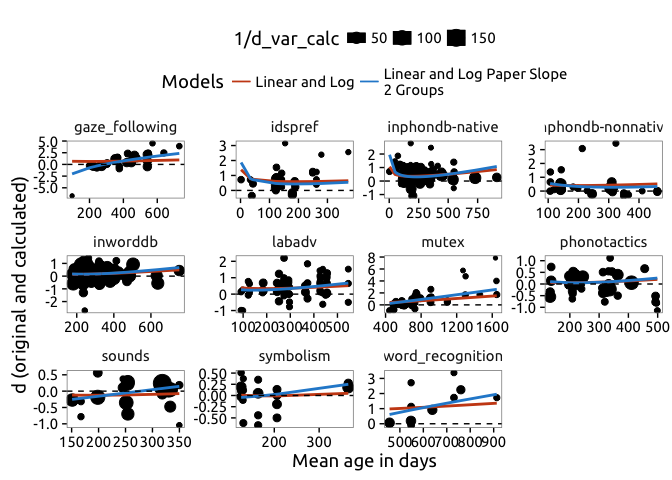 1/d_var_calc 50 100 150
Models Linear and Log Linear and Log Paper Slope
2 Groups
gaze_following idspref inphondb-native
5.0
2.5
0.0
-5.0
200 400 600
3
2
1
0
0 100 200 300
2
1
0
-1
0 250 500 750
3
2
1
0
100 200 300 400
inworddb labadv mutex phonotactics
1
0
-1
-2
200 400 600
2
1
0
-1
100 200 300 400 500
8
6
4
2
0
400 800 1200 1600
1.0
0.5
0.0
-0.5
-1.0
200 300 400 500
sounds symbolism word_recognition
0.5
0.0
-0.5
-1.0
150 200 250 300 350
0.50
0.25
0.00
-0.25
-0.50
200 300
3
2
1
0
500 600 700 800 900
d (original and calculated)
Mean age in days